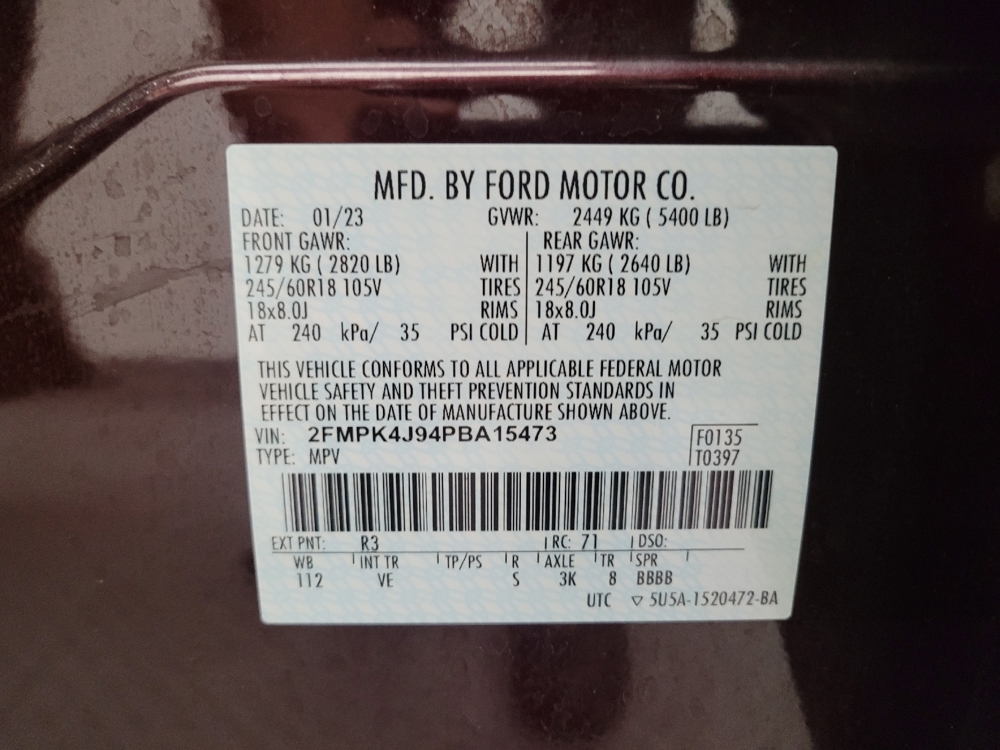 MFD. BY FORD MOTOR CO.
DATE: 01/23 GVWR: 2449 KG ( 5400 LB)
FRONT GAWR: REAR GAWR:
1279 KG ( 2820 LB) WITH 1197 KG ( 2640 LB) WITH
245/60R18 105V TIRES 245/60R18 105V TIRES
18x8.0J RIMS 18x8.0J RIMS
AT 240 kPa/ 35 PSI COLD AT 240 kPa/ 35 PSI COLD
THIS VEHICLE CONFORMS TO ALL APPLICABLE FEDERAL MOTOR
VEHICLE SAFETY AND THEFT PREVENTION STANDARDS IN
EFFECT ON THE DATE OF MANUFACTURE SHOWN ABOVE.
VIN: 2FMPK4J94PBA15473 F0135
TYPE: MPV T0397
EXT PNT: R3 RC: 71 DSO:
WB INT TR TP/PS R AXLE TR SPR
112 VE S 3K 8 BBBB
UTC ▽ 5U5A-1520472-BA